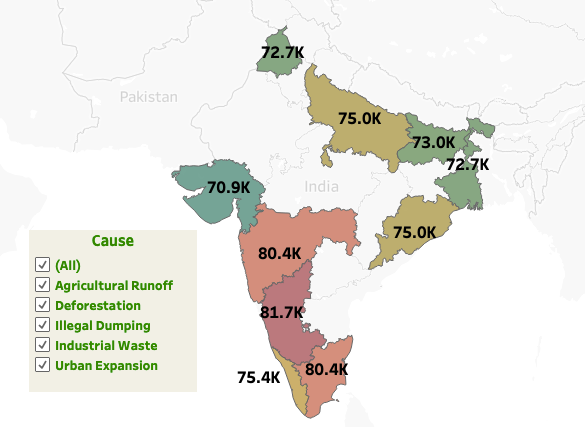 72.7K
Pakistan
75.0K
73.0K
72.7K
70.9K
India
75.0K
80.4K
81.7K
75.4K
80.4K
Cause
(All)
Agricultural Runoff
Deforestation
Illegal Dumping
Industrial Waste
Urban Expansion